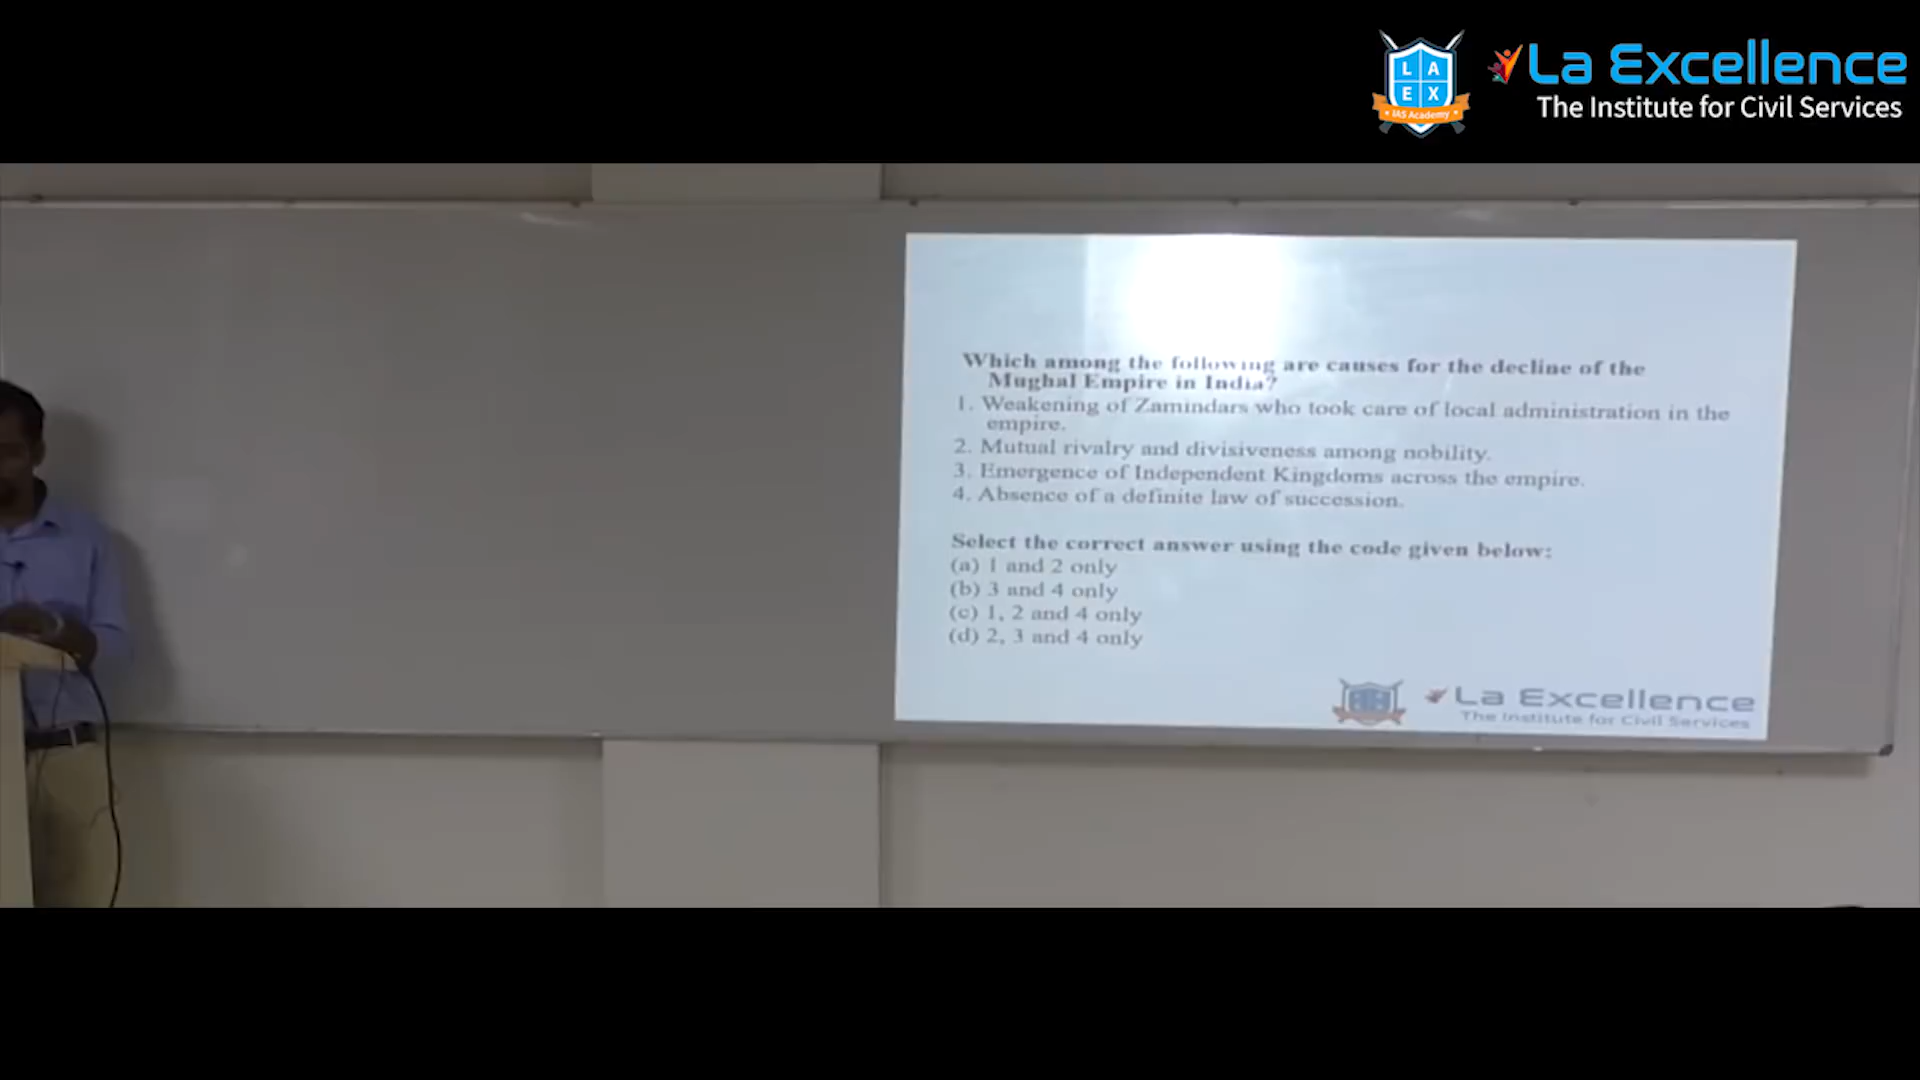 L A
E X
IAS Academy
La Excellence
The Institute for Civil Services
Which among the following are causes for the decline of the
Mughal Empire in India?
1. Weakening of Zamindars who took care of local administration in the
empire.
2. Mutual rivalry and divisiveness among nobility.
3. Emergence of Independent Kingdoms across the empire.
4. Absence of a definite law of succession.
Select the correct answer using the code given below:
(a) 1 and 2 only
(b) 3 and 4 only
(c) 1, 2 and 4 only
(d) 2, 3 and 4 only
La Excellence
The Institute for Civil Services